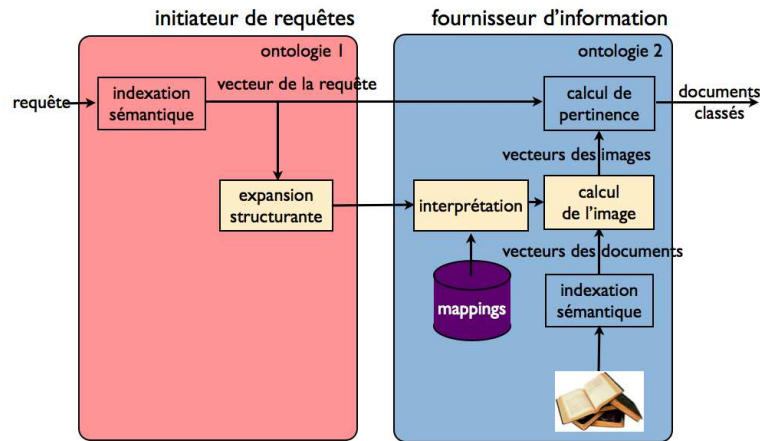 initiateur de requêtes
fournisseur d'information
ontologie 1
ontologie 2
requête
indexation
sémantique
vecteur de la requête
calcul de
pertinence
documents
classés
vecteurs des images
expansion
structurante
interprétation
calcul
de l'image
vecteurs des documents
mappings
indexation
sémantique